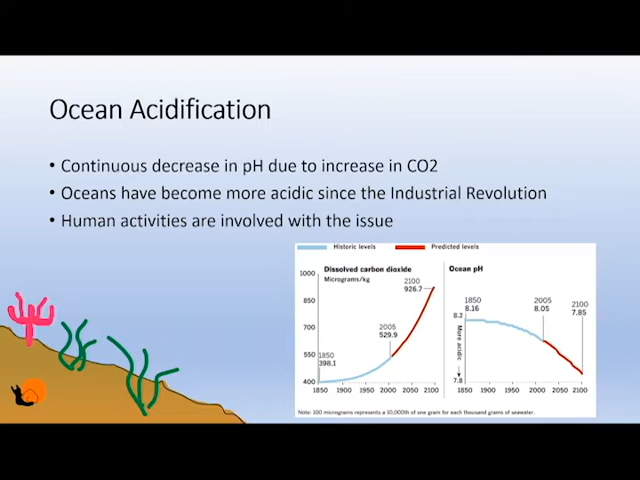 Ocean Acidification
• Continuous decrease in pH due to increase in CO2
• Oceans have become more acidic since the Industrial Revolution
• Human activities are involved with the issue
Historic levels Predicted levels
Dissolved carbon dioxide
Micrograms/kg
1000
850
700
550
400
1850
398.1
2005
529.9
2100
926.7
1850 1900 1950 2000 2050 2100
Ocean pH
8.2
More acidic
7.8
1850
8.16
2005
8.05
2100
7.85
1850 1900 1950 2000 2050 2100
Note: 100 micrograms represents a 10,000th of one gram for each thousand grams of seawater.